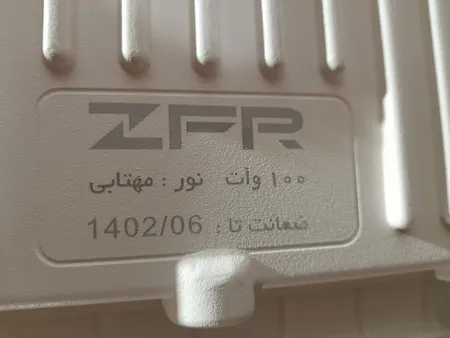 ZFR
۱۰۰ وات نور : مهتابی
ضمانت تا : 1402/06